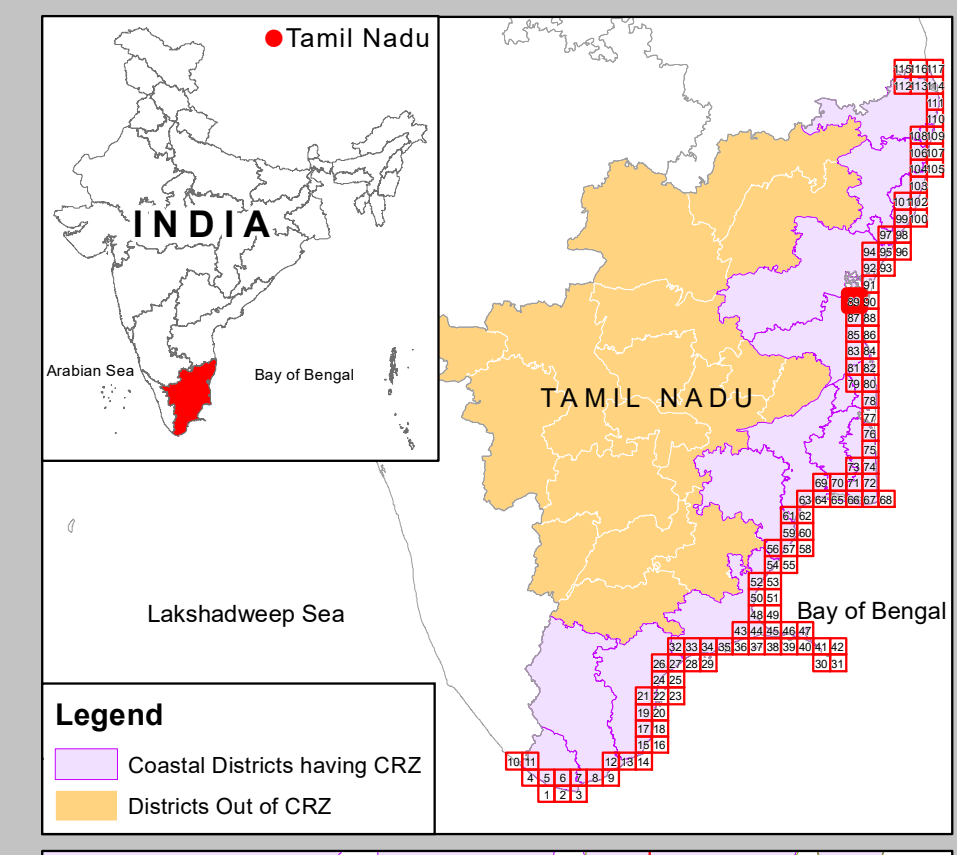 Tamil Nadu
INDIA
Arabian Sea
Bay of Bengal
115 116 117
112 113 114
111
110
108 109
106 107
104 105
103
101 102
99 100
97 98
94 95 96
92 93
91
89 90
87 88
85 86
83 84
81 82
TAMIL NADU
79 80
78
77
76
75
73 74
69 70 71 72
63 64 65 66 67 68
61 62
59 60
56 57 58
54 55
52 53
50 51
48 49
Lakshadweep Sea
Bay of Bengal
43 44 45 46 47
32 33 34 35 36 37 38 39 40 41 42
26 27 28 29 30 31
24 25
21 22 23
19 20
17 18
15 16
10 11 12 13 14
4 5 6 7 8 9
1 2 3
Legend
Coastal Districts having CRZ
Districts Out of CRZ